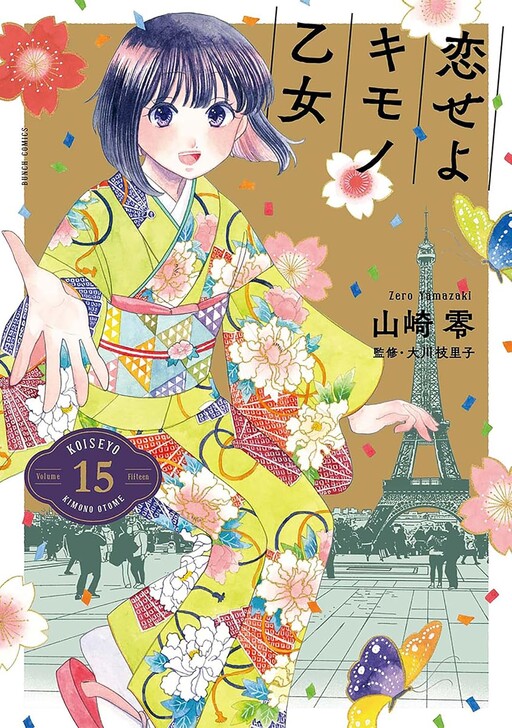 恋せよ
キモノ
乙女
BUNCH COMICS
Zero Yamazaki
山崎 零
監修・大川枝里子
KOISEYO
Volume 15 Fifteen
KIMONO OTOME